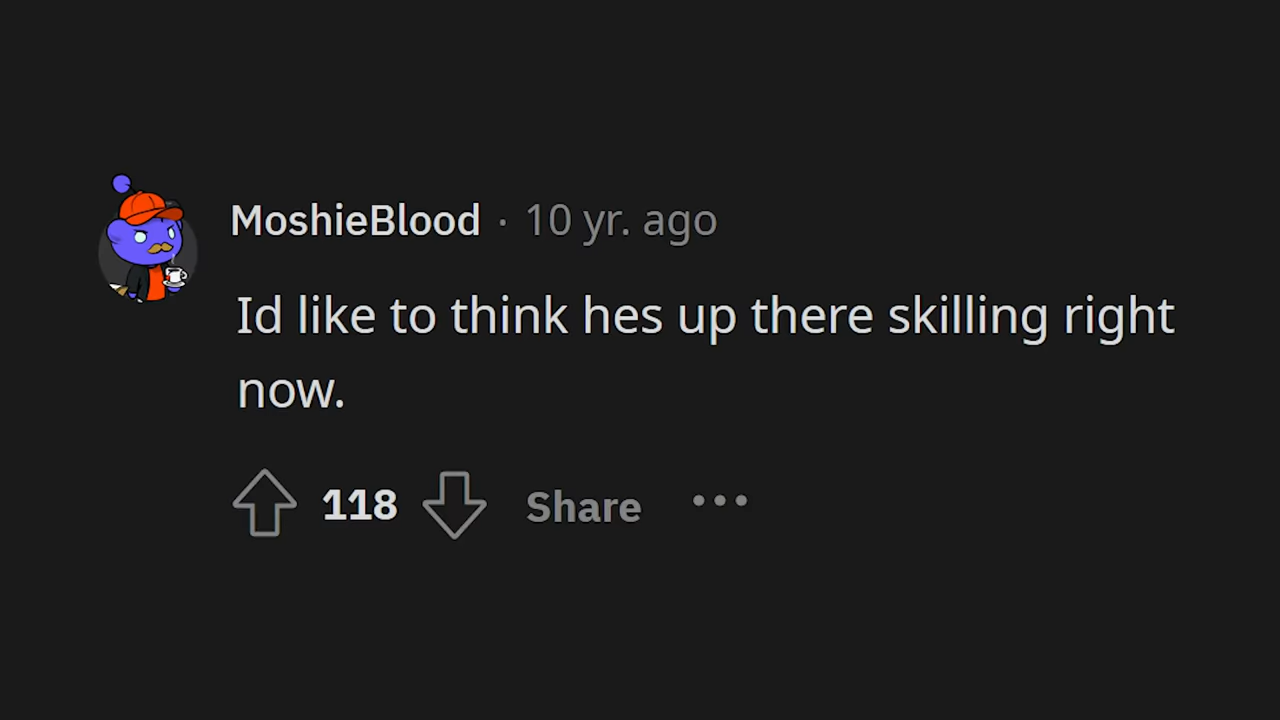 MoshieBlood · 10 yr. ago
Id like to think hes up there skilling right
now.
118 Share •••